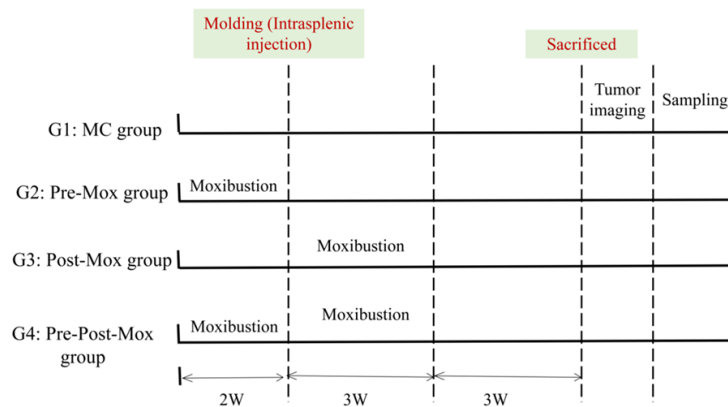 Molding (Intrasplenic
injection)
Sacrificed
Tumor
imaging
Sampling
G1: MC group
G2: Pre-Mox group
Moxibustion
G3: Post-Mox group
Moxibustion
G4: Pre-Post-Mox
group
Moxibustion
Moxibustion
2W
3W
3W